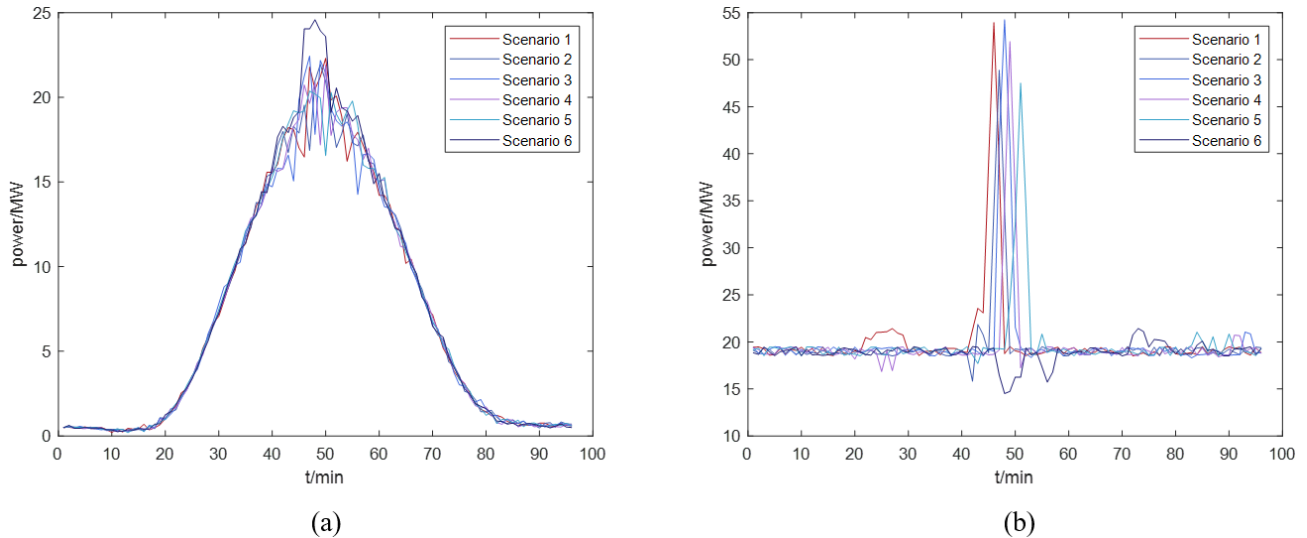 25
20
15
10
5
0
0 10 20 30 40 50 60 70 80 90 100
power/MW
t/min
Scenario 1
Scenario 2
Scenario 3
Scenario 4
Scenario 5
Scenario 6
(a)
55
50
45
40
35
30
25
20
15
10
0 10 20 30 40 50 60 70 80 90 100
power/MW
t/min
Scenario 1
Scenario 2
Scenario 3
Scenario 4
Scenario 5
Scenario 6
(b)